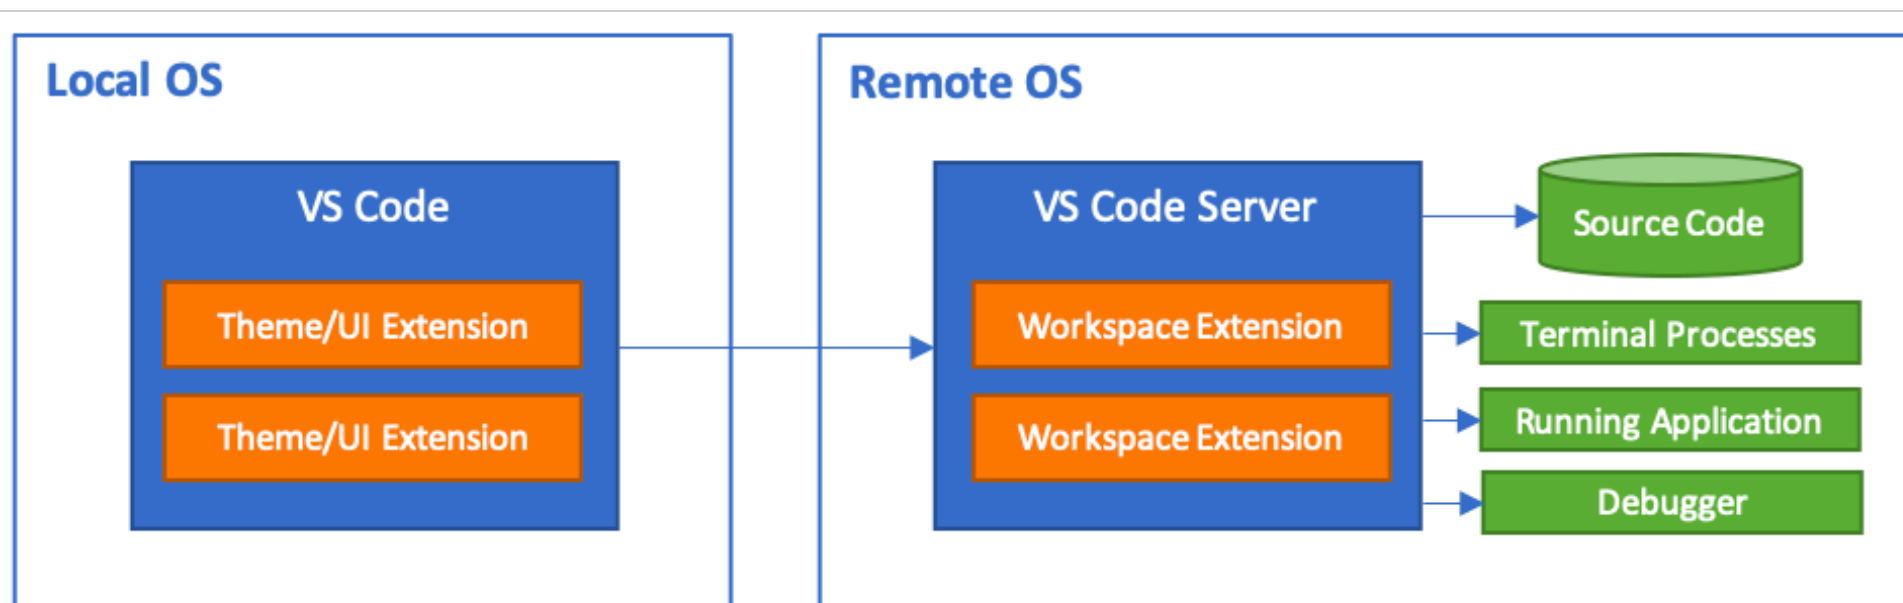 Local OS
VS Code
Theme/UI Extension
Theme/UI Extension
Remote OS
VS Code Server
Workspace Extension
Workspace Extension
Source Code
Terminal Processes
Running Application
Debugger